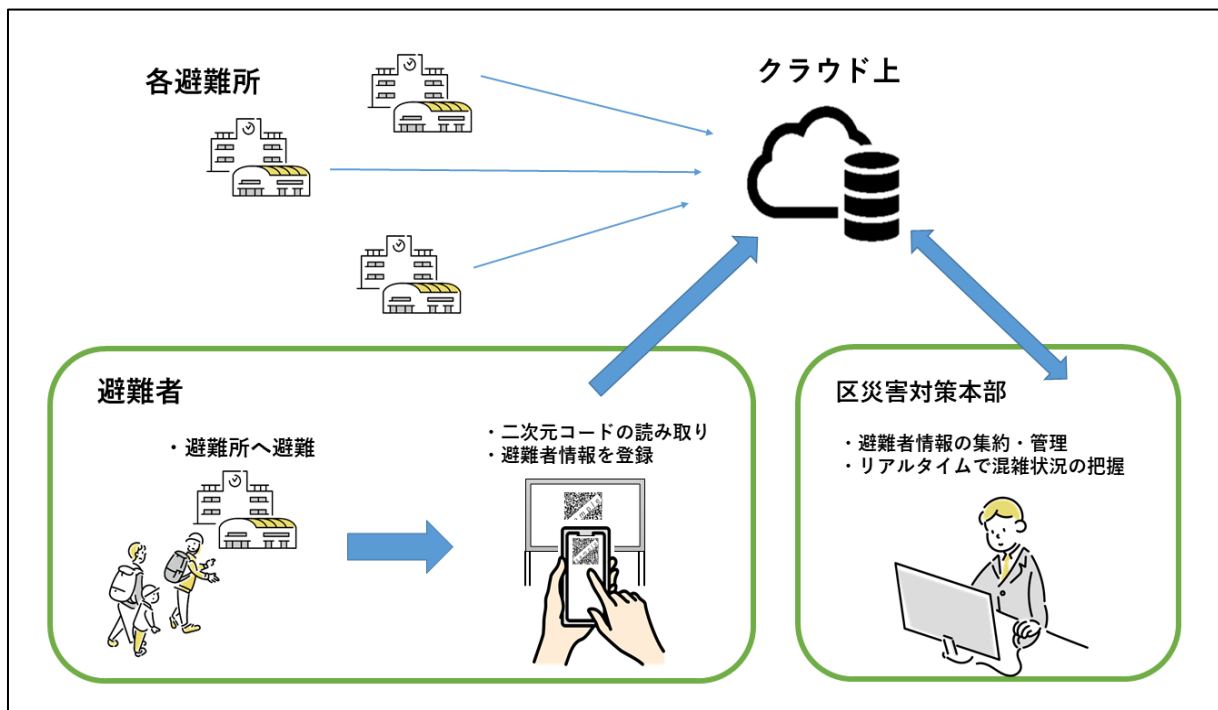 各避難所
クラウド上
避難者
・避難所へ避難
・二次元コードの読み取り
・避難者情報を登録
区災害対策本部
・避難者情報の集約・管理
・リアルタイムで混雑状況の把握